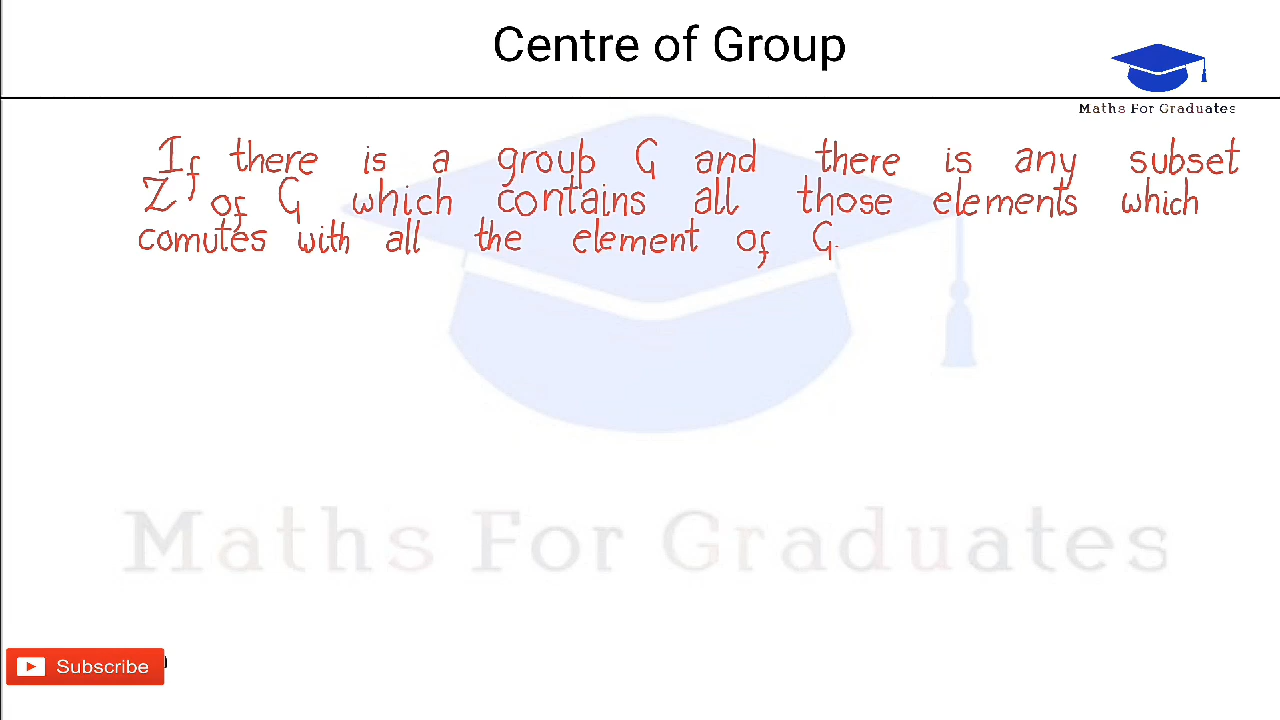 Centre of Group
Maths For Graduates
If there is a group G and there is any subset
Z of G which contains all those elements which
comutes with all the element of G.
Maths For Graduates
Subscribe